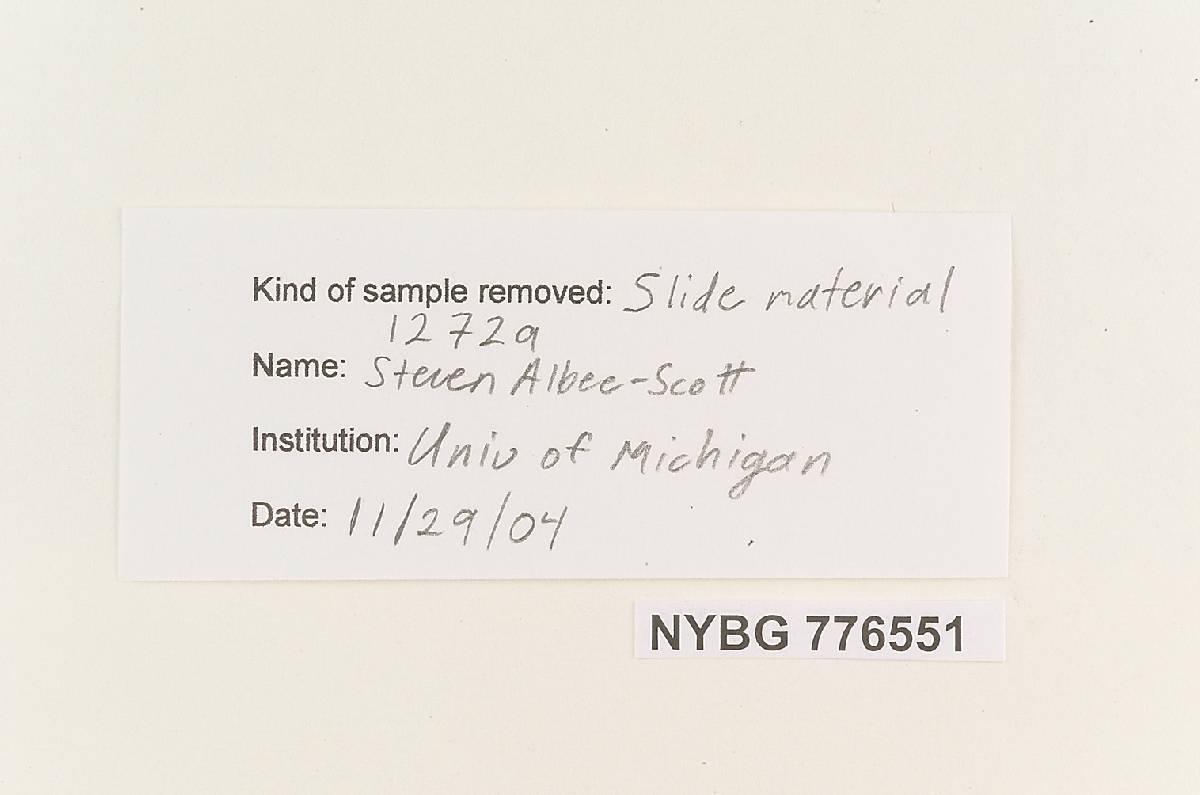 Kind of sample removed: Slide material
1272a
Name: Steven Albee-Scott
Institution: Univ of Michigan
Date: 11/29/04
NYBG 776551